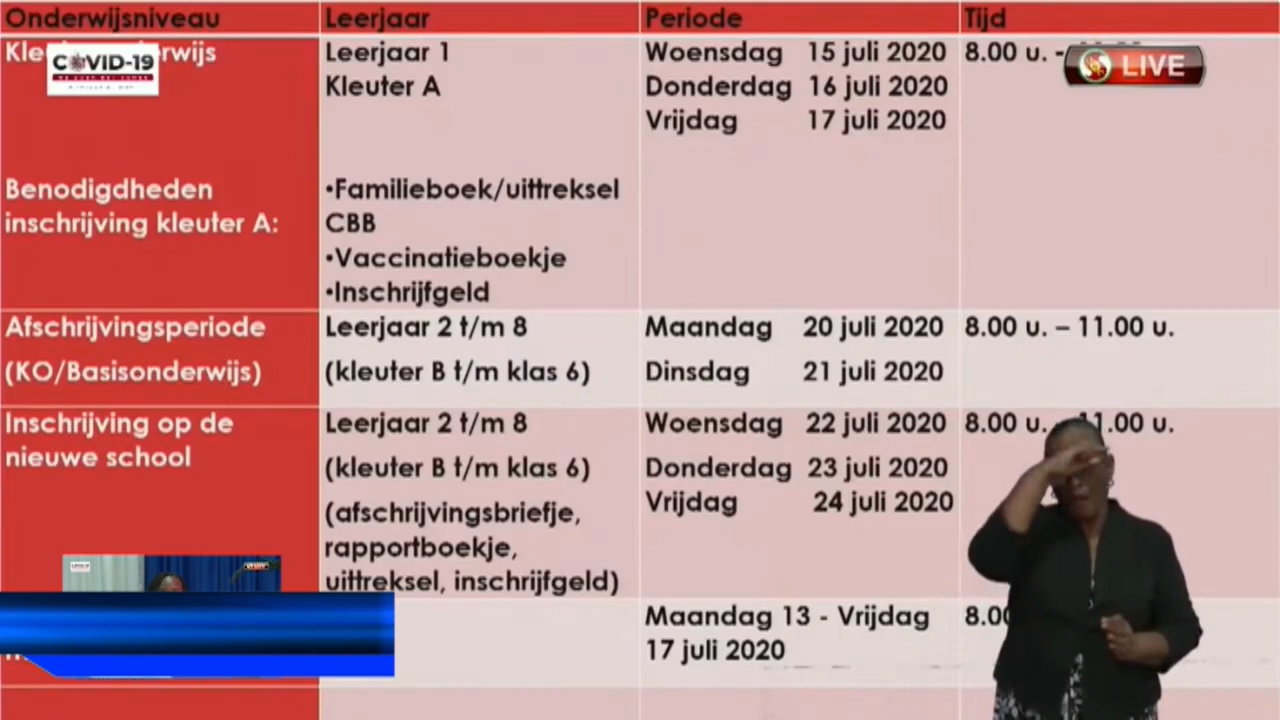 Onderwijsniveau Leerjaar Periode Tijd
Leerjaar 1 Woensdag 15 juli 2020 8.00 u. -
Kleuter A Donderdag 16 juli 2020
Vrijdag 17 juli 2020
COVID-19
LIVE
Benodigdheden •Familieboek/uittreksel
inschrijving kleuter A: CBB
•Vaccinatieboekje
•Inschrijfgeld
Afschrijvingsperiode Leerjaar 2 t/m 8 Maandag 20 juli 2020 8.00 u. – 11.00 u.
(KO/Basisonderwijs) (kleuter B t/m klas 6) Dinsdag 21 juli 2020
Inschrijving op de Leerjaar 2 t/m 8 Woensdag 22 juli 2020 8.00 u.
nieuwe school (kleuter B t/m klas 6) Donderdag 23 juli 2020
Vrijdag 24 juli 2020
(afschrijvingsbriefje,
rapportboekje,
uittreksel, inschrijfgeld)
Maandag 13 - Vrijdag
17 juli 2020